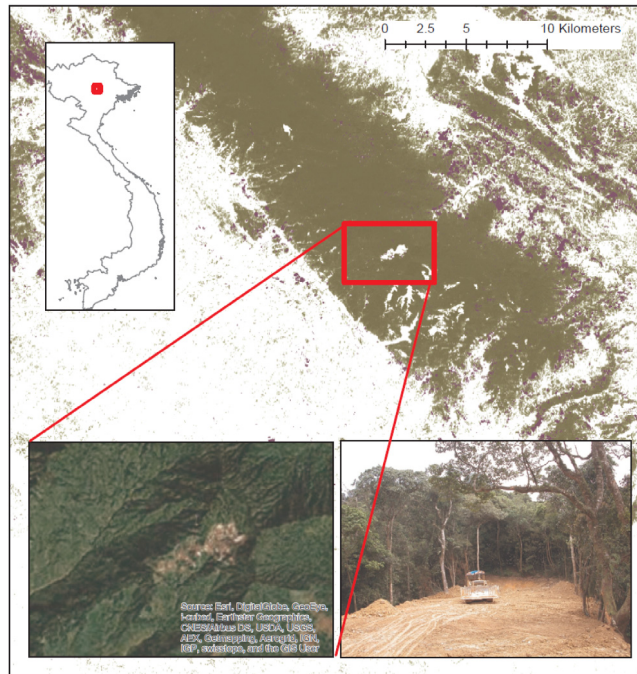 0 2.5 5 10 Kilometers
Source: Esri, DigitalGlobe, GeoEye,
i-cubed, Earthstar Geographics,
CNES/Airbus DS, USDA, USGS,
AEX, Getmapping, Aerogrid, IGN,
IGP, swisstopo, and the GIS User